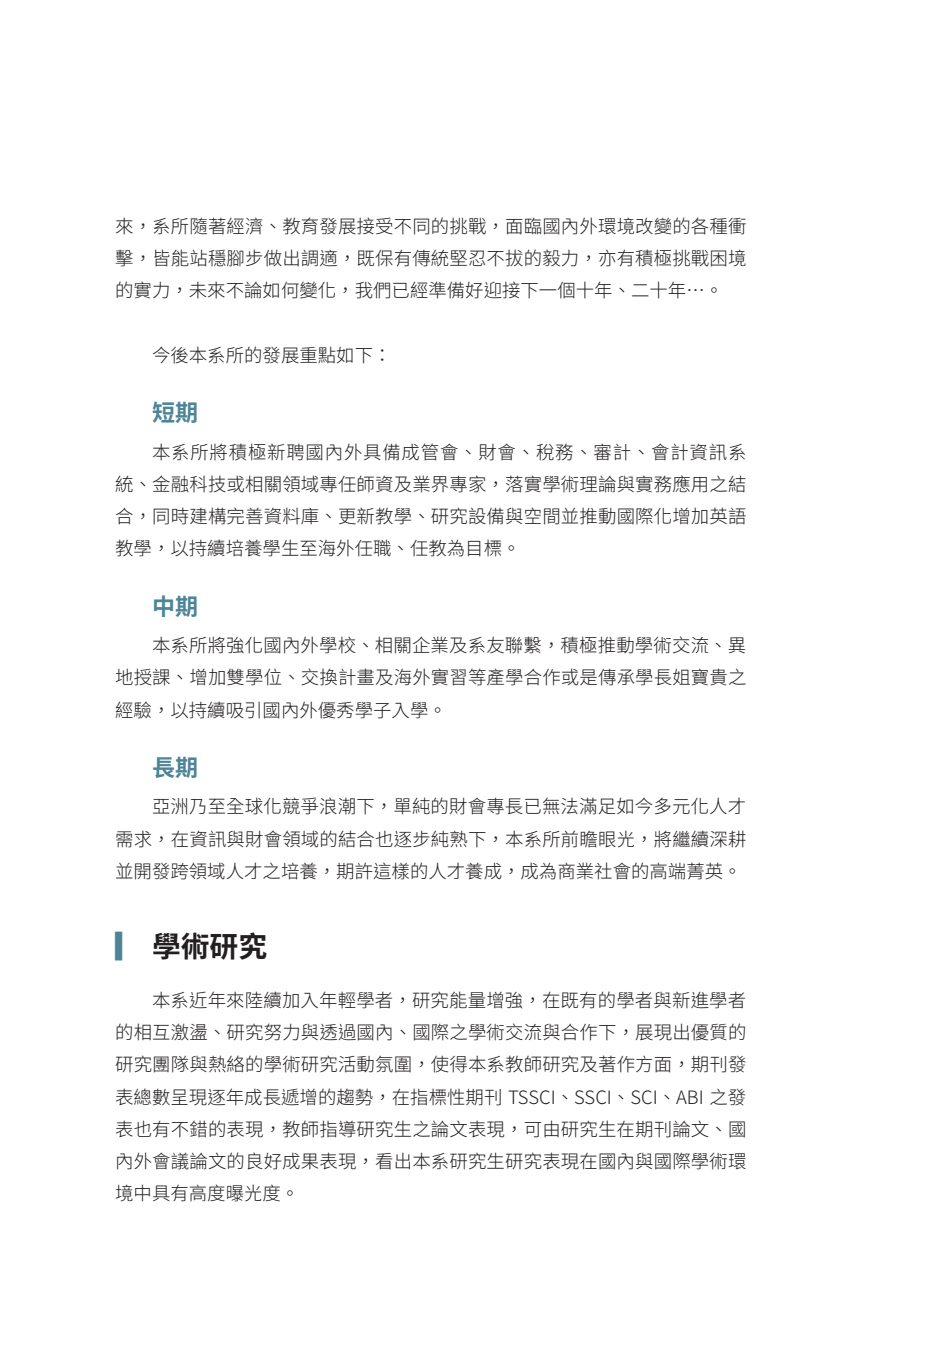 來，系所隨著經濟、教育發展接受不同的挑戰，面臨國內外環境改變的各種衝
擊，皆能站穩腳步做出調適，既保有傳統堅忍不拔的毅力，亦有積極挑戰困境
的實力，未來不論如何變化，我們已經準備好迎接下一個十年、二十年…。
今後本系所的發展重點如下：
短期
本系所將積極新聘國內外具備成管會、財會、稅務、審計、會計資訊系
統、金融科技或相關領域專任師資及業界專家，落實學術理論與實務應用之結
合，同時建構完善資料庫、更新教學、研究設備與空間並推動國際化增加英語
教學，以持續培養學生至海外任職、任教為目標。
中期
本系所將強化國內外學校、相關企業及系友聯繫，積極推動學術交流、異
地授課、增加雙學位、交換計畫及海外實習等產學合作或是傳承學長姐寶貴之
經驗，以持續吸引國內外優秀學子入學。
長期
亞洲乃至全球化競爭浪潮下，單純的財會專長已無法滿足如今多元化人才
需求，在資訊與財會領域的結合也逐步純熟下，本系所前瞻眼光，將繼續深耕
並開發跨領域人才之培養，期許這樣的人才養成，成為商業社會的高端菁英。
學術研究
本系近年來陸續加入年輕學者，研究能量增強，在既有的學者與新進學者
的相互激盪、研究努力與透過國內、國際之學術交流與合作下，展現出優質的
研究團隊與熱絡的學術研究活動氛圍，使得本系教師研究及著作方面，期刊發
表總數呈現逐年成長遞增的趨勢，在指標性期刊 TSSCI、SSCI、SCI、ABI 之發
表也有不錯的表現，教師指導研究生之論文表現，可由研究生在期刊論文、國
內外會議論文的良好成果表現，看出本系研究生研究表現在國內與國際學術環
境中具有高度曝光度。